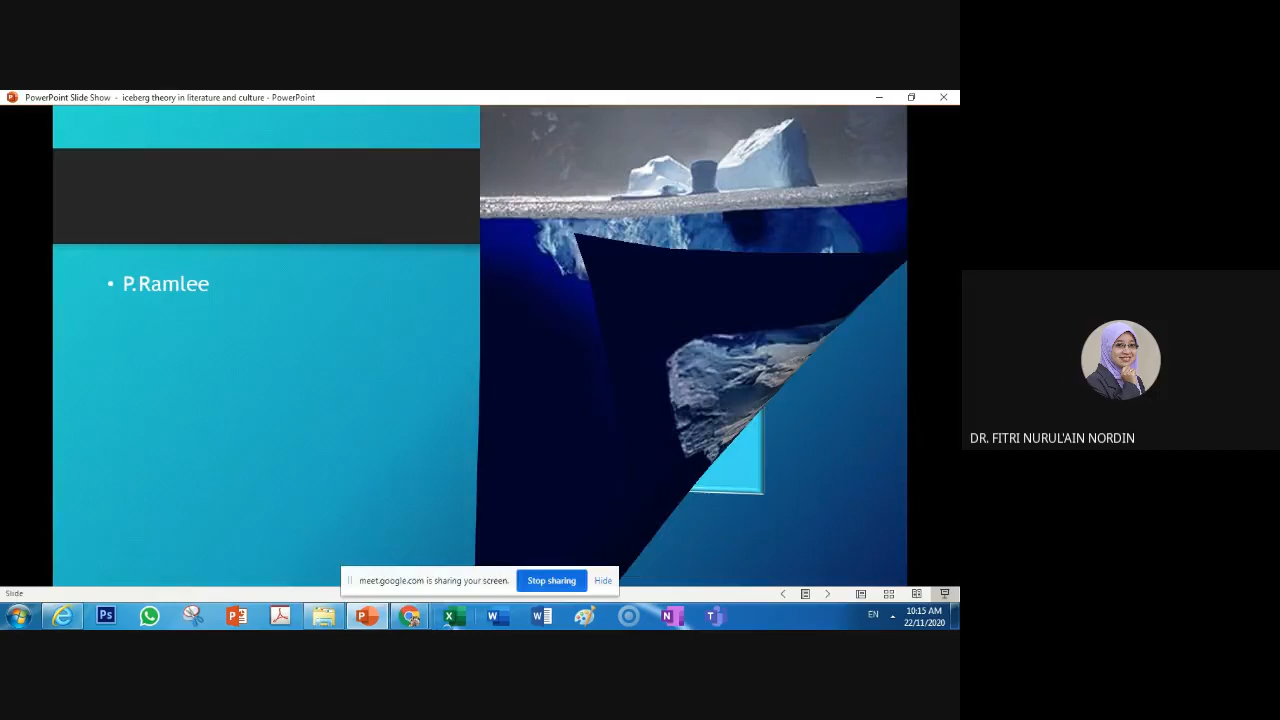 PowerPoint Slide Show - iceberg theory in literature and culture - PowerPoint
• P.Ramlee
DR. FITRI NURUL'AIN NORDIN
meet.google.com is sharing your screen.
Stop sharing
Hide
Slide
Ps
EN
10:15 AM
22/11/2020